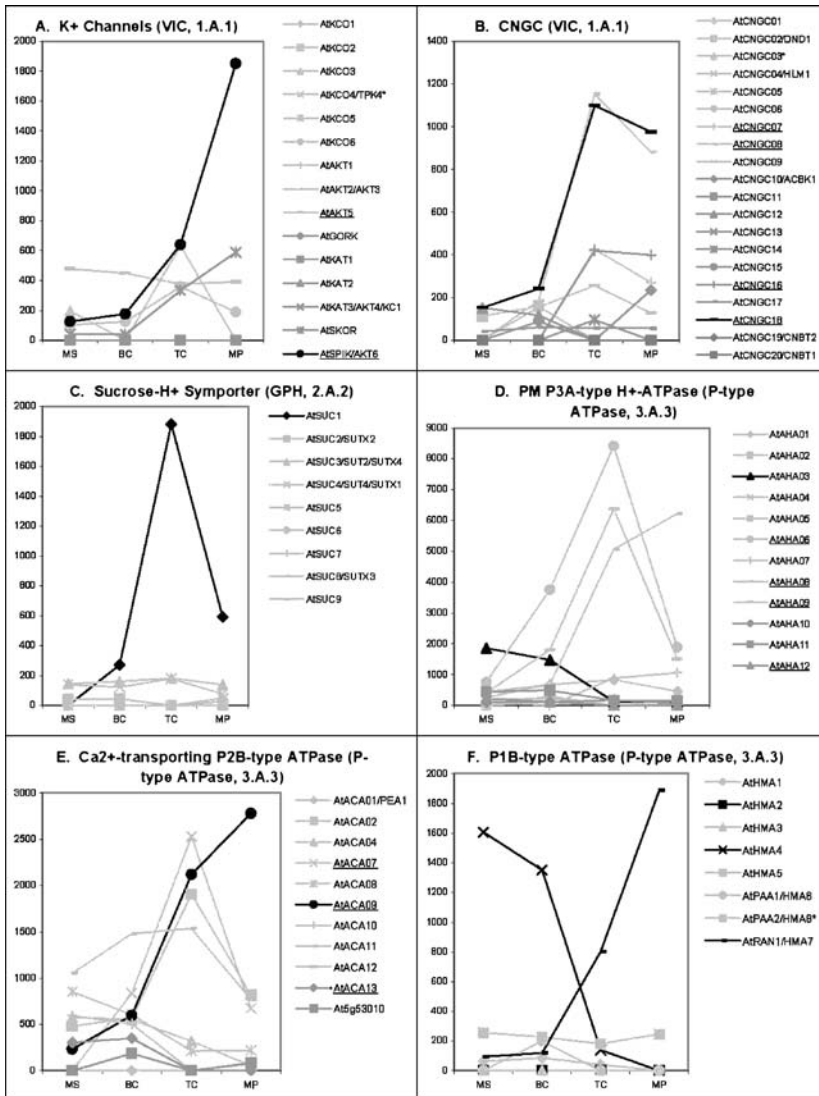 A. K+ Channels (VIC, 1.A.1)
2000
1800
1600
1400
1200
1000
800
600
400
200
0
MS BC TC MP
AtKCO1
AtKCO2
AtKCO3
AtKCO4/TPK4*
AtKCO5
AtKCO6
AtAKT1
AtAKT2/AKT3
AtAKT5
AtGORK
AtKAT1
AtKAT2
AtKAT3/AKT4/KC1
AtSKOR
AtSPIK/AKT6
B. CNGC (VIC, 1.A.1)
1400
1200
1000
800
600
400
200
0
MS BC TC MP
AtCNGC01
AtCNGC02/DND1
AtCNGC03*
AtCNGC04/HLM1
AtCNGC05
AtCNGC06
AtCNGC07
AtCNGC08
AtCNGC09
AtCNGC10/ACBK1
AtCNGC11
AtCNGC12
AtCNGC13
AtCNGC14
AtCNGC15
AtCNGC16
AtCNGC17
AtCNGC18
AtCNGC19/CNBT2
AtCNGC20/CNBT1
C. Sucrose-H+ Symporter (GPH, 2.A.2)
2000
1800
1600
1400
1200
1000
800
600
400
200
0
MS BC TC MP
AtSUC1
AtSUC2/SUTX2
AtSUC3/SUT2/SUTX4
AtSUC4/SUT4/SUTX1
AtSUC5
AtSUC6
AtSUC7
AtSUC8/SUTX3
AtSUC9
D. PM P3A-type H+-ATPase (P-type
ATPase, 3.A.3)
9000
8000
7000
6000
5000
4000
3000
2000
1000
0
MS BC TC MP
AtAHA01
AtAHA02
AtAHA03
AtAHA04
AtAHA05
AtAHA06
AtAHA07
AtAHA08
AtAHA09
AtAHA10
AtAHA11
AtAHA12
E. Ca2+-transporting P2B-type ATPase (P-
type ATPase, 3.A.3)
3000
2500
2000
1500
1000
500
0
MS BC TC MP
AtACA01/PEA1
AtACA02
AtACA04
AtACA07
AtACA08
AtACA09
AtACA10
AtACA11
AtACA12
AtACA13
At5g53010
F. P1B-type ATPase (P-type ATPase, 3.A.3)
2000
1800
1600
1400
1200
1000
800
600
400
200
0
MS BC TC MP
AtHMA1
AtHMA2
AtHMA3
AtHMA4
AtHMA5
AtPAA1/HMA6
AtPAA2/HMA8*
AtRAN1/HMA7